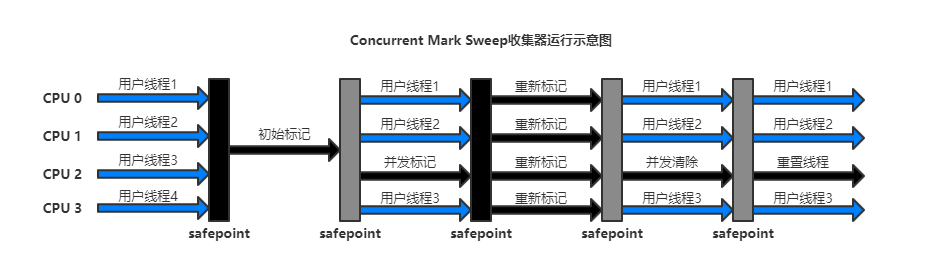 Concurrent Mark Sweep收集器运行示意图
用户线程1 用户线程1 重新标记 用户线程1 用户线程1
CPU 0
用户线程2 初始标记 用户线程2 重新标记 用户线程2 用户线程2
CPU 1
用户线程3 并发标记 重新标记 并发清除 重置线程
CPU 2
用户线程4 用户线程3 重新标记 用户线程3 用户线程3
CPU 3
safepoint safepoint safepoint safepoint safepoint